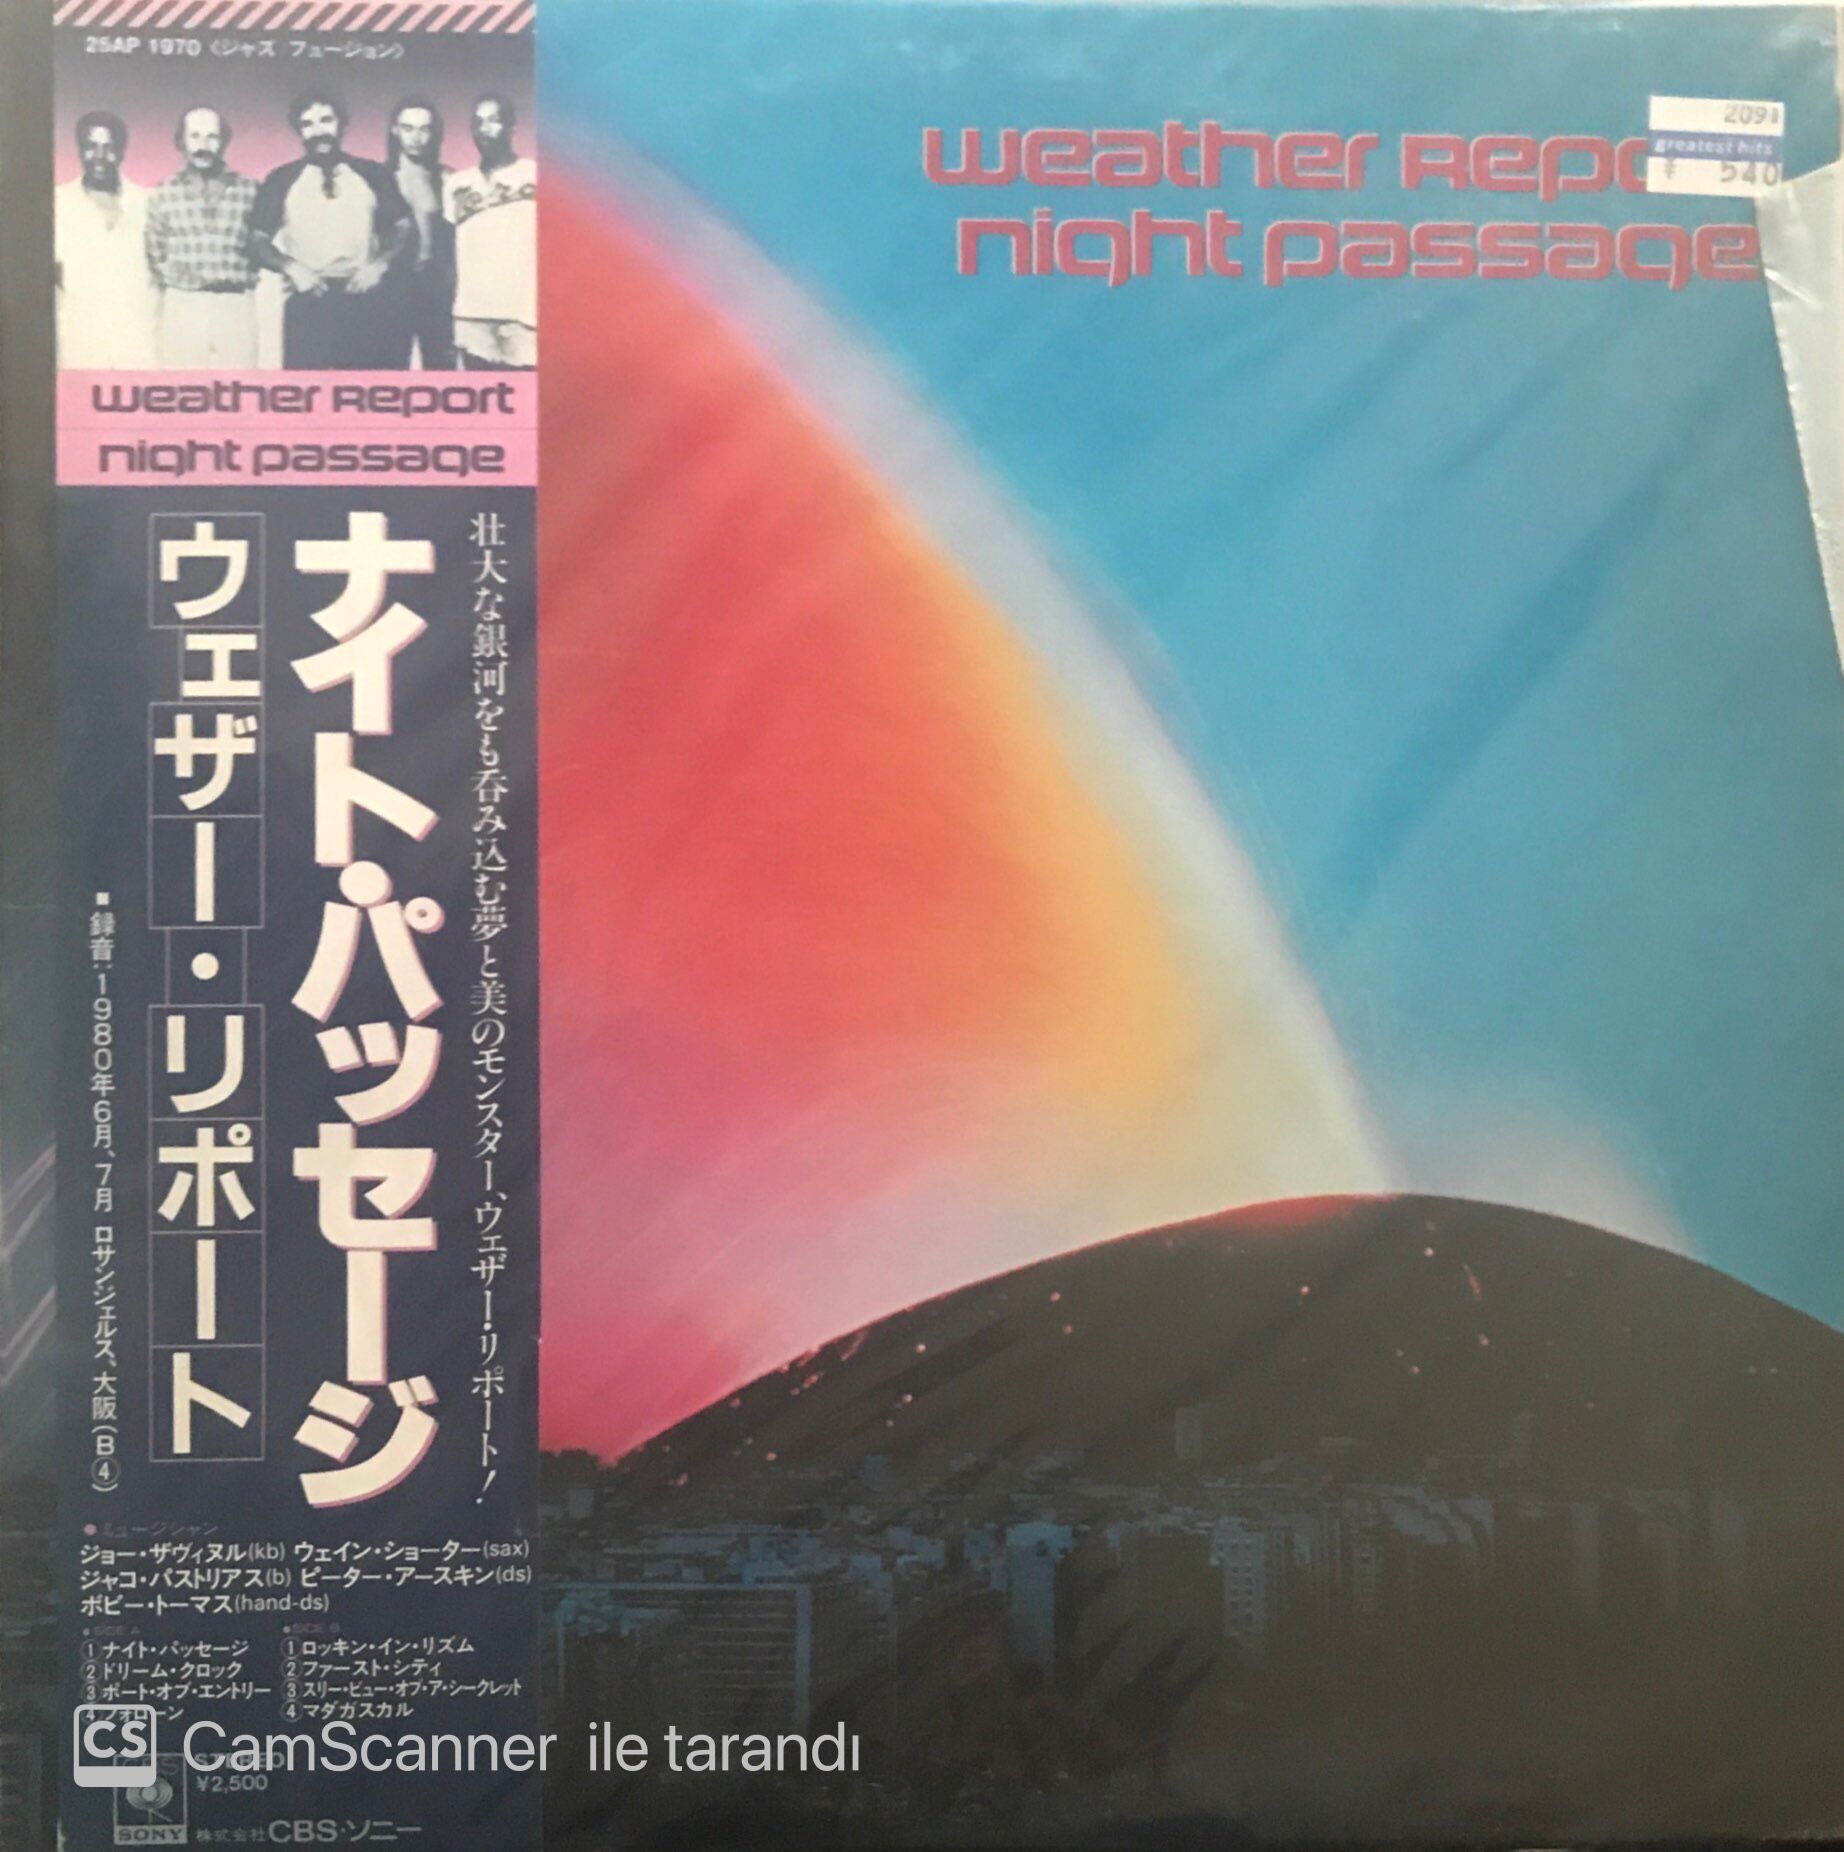 25AP 1970 《ジャズ フュージョン》
weather Report
night passage
壮大な銀河をも呑み込む夢と美のモンスター、ウェザー・リポート!
ナイト・パッセージ
ウェザー・リポート
■録音:1980年6月、7月 ロサンジェルス、大阪(B④)
●ミュージシャン
ジョー・ザヴィヌル(kb) ウェイン・ショーター(sax)
ジャコ・パストリアス(b) ピーター・アースキン(ds)
ボビー・トーマス(hand-ds)
●SIDE A
①ナイト・パッセージ
②ドリーム・クロック
③ポート・オブ・エントリー
④フォローン
●SIDE B
①ロッキン・イン・リズム
②ファースト・シティ
③スリー・ビュー・オブ・ア・シークレット
④マダガスカル
STEREO
¥2,500
SONY
株式会社CBS・ソニー
weather Repo
night passage
2091
greatest hits
¥ 540
CS CamScanner ile tarandı